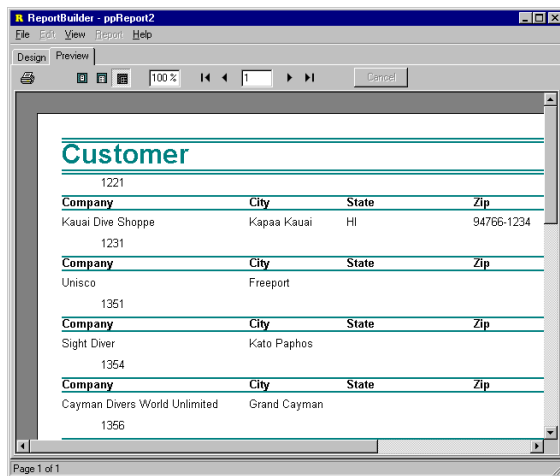 ReportBuilder - ppReport2
File Edit View Report Help
Design Preview
100 % 1 Cancel
Customer
1221
Company City State Zip
Kauai Dive Shoppe Kapaa Kauai HI 94766-1234
1231
Company City State Zip
Unisco Freeport
1351
Company City State Zip
Sight Diver Kato Paphos
1354
Company City State Zip
Cayman Divers World Unlimited Grand Cayman
1356
Page 1 of 1